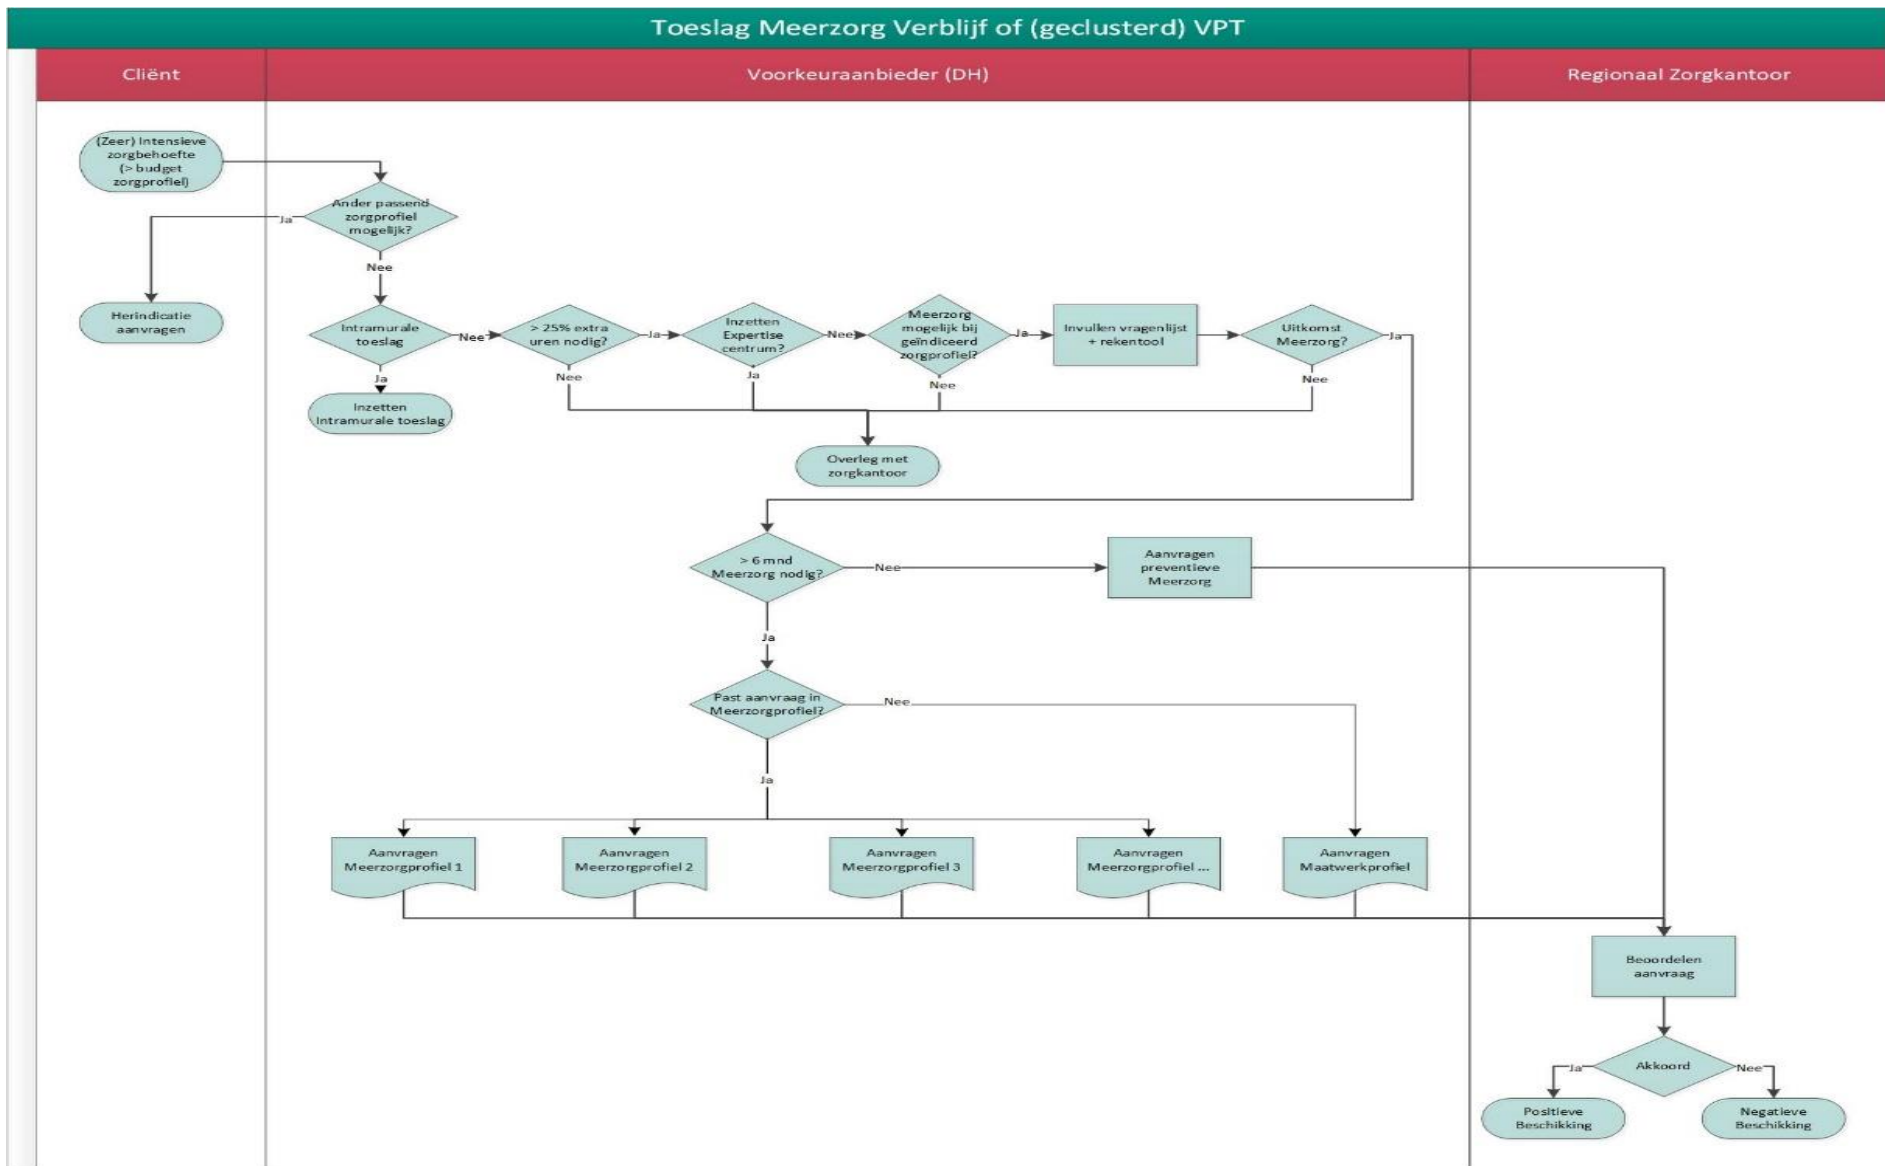 Toeslag Meerzorg Verblijf of (geclusterd) VPT
Cliënt
Voorkeuraanbieder (DH)
Regionaal Zorgkantoor
(Zeer) Intensieve
zorgbehoefte
(> budget
zorgprofiel)
Ander passend
zorgprofiel
mogelijk?
Ja
Nee
Herindicatie
aanvragen
Intramurale
toeslag
Nee
Ja
Inzetten
Intramurale toeslag
> 25% extra
uren nodig?
Ja
Nee
Inzetten
Expertise
centrum?
Nee
Ja
Meerzorg
mogelijk bij
geïndiceerd
zorgprofiel?
Ja
Nee
Invullen vragenlijst
+ rekentool
Uitkomst
Meerzorg?
Ja
Nee
Overleg met
zorgkantoor
> 6 mnd
Meerzorg nodig?
Nee
Ja
Aanvragen
preventieve
Meerzorg
Past aanvraag in
Meerzorgprofiel?
Nee
Ja
Aanvragen
Meerzorgprofiel 1
Aanvragen
Meerzorgprofiel 2
Aanvragen
Meerzorgprofiel 3
Aanvragen
Meerzorgprofiel ...
Aanvragen
Maatwerkprofiel
Beoordelen
aanvraag
Akkoord
Ja
Nee
Positieve
Beschikking
Negatieve
Beschikking